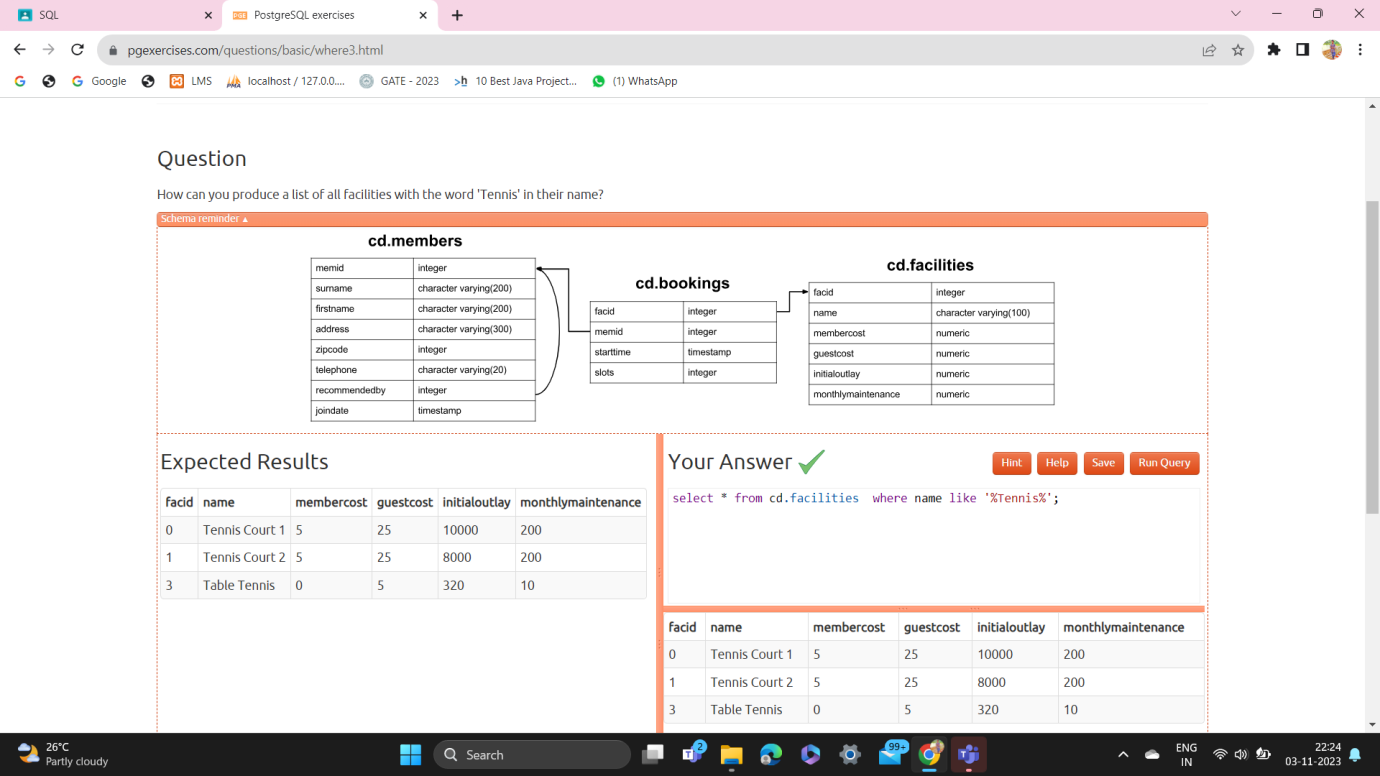 SQL
PostgreSQL exercises
pgexercises.com/questions/basic/where3.html
G Google LMS localhost / 127.0.0.... GATE - 2023 >h 10 Best Java Project... (1) WhatsApp
Question
How can you produce a list of all facilities with the word 'Tennis' in their name?
Schema reminder ▲
cd.members
memid integer
surname character varying(200)
firstname character varying(200)
address character varying(300)
zipcode integer
telephone character varying(20)
recommendedby integer
joindate timestamp
cd.bookings
facid integer
memid integer
starttime timestamp
slots integer
cd.facilities
facid integer
name character varying(100)
membercost numeric
guestcost numeric
initialoutlay numeric
monthlymaintenance numeric
Expected Results
facid name membercost guestcost initialoutlay monthlymaintenance
0 Tennis Court 1 5 25 10000 200
1 Tennis Court 2 5 25 8000 200
3 Table Tennis 0 5 320 10
Your Answer
Hint Help Save Run Query
select * from cd.facilities  where name like '%Tennis%';
facid name membercost guestcost initialoutlay monthlymaintenance
0 Tennis Court 1 5 25 10000 200
1 Tennis Court 2 5 25 8000 200
3 Table Tennis 0 5 320 10
26°C
Partly cloudy
Search
2
99+
ENG
IN
22:24
03-11-2023